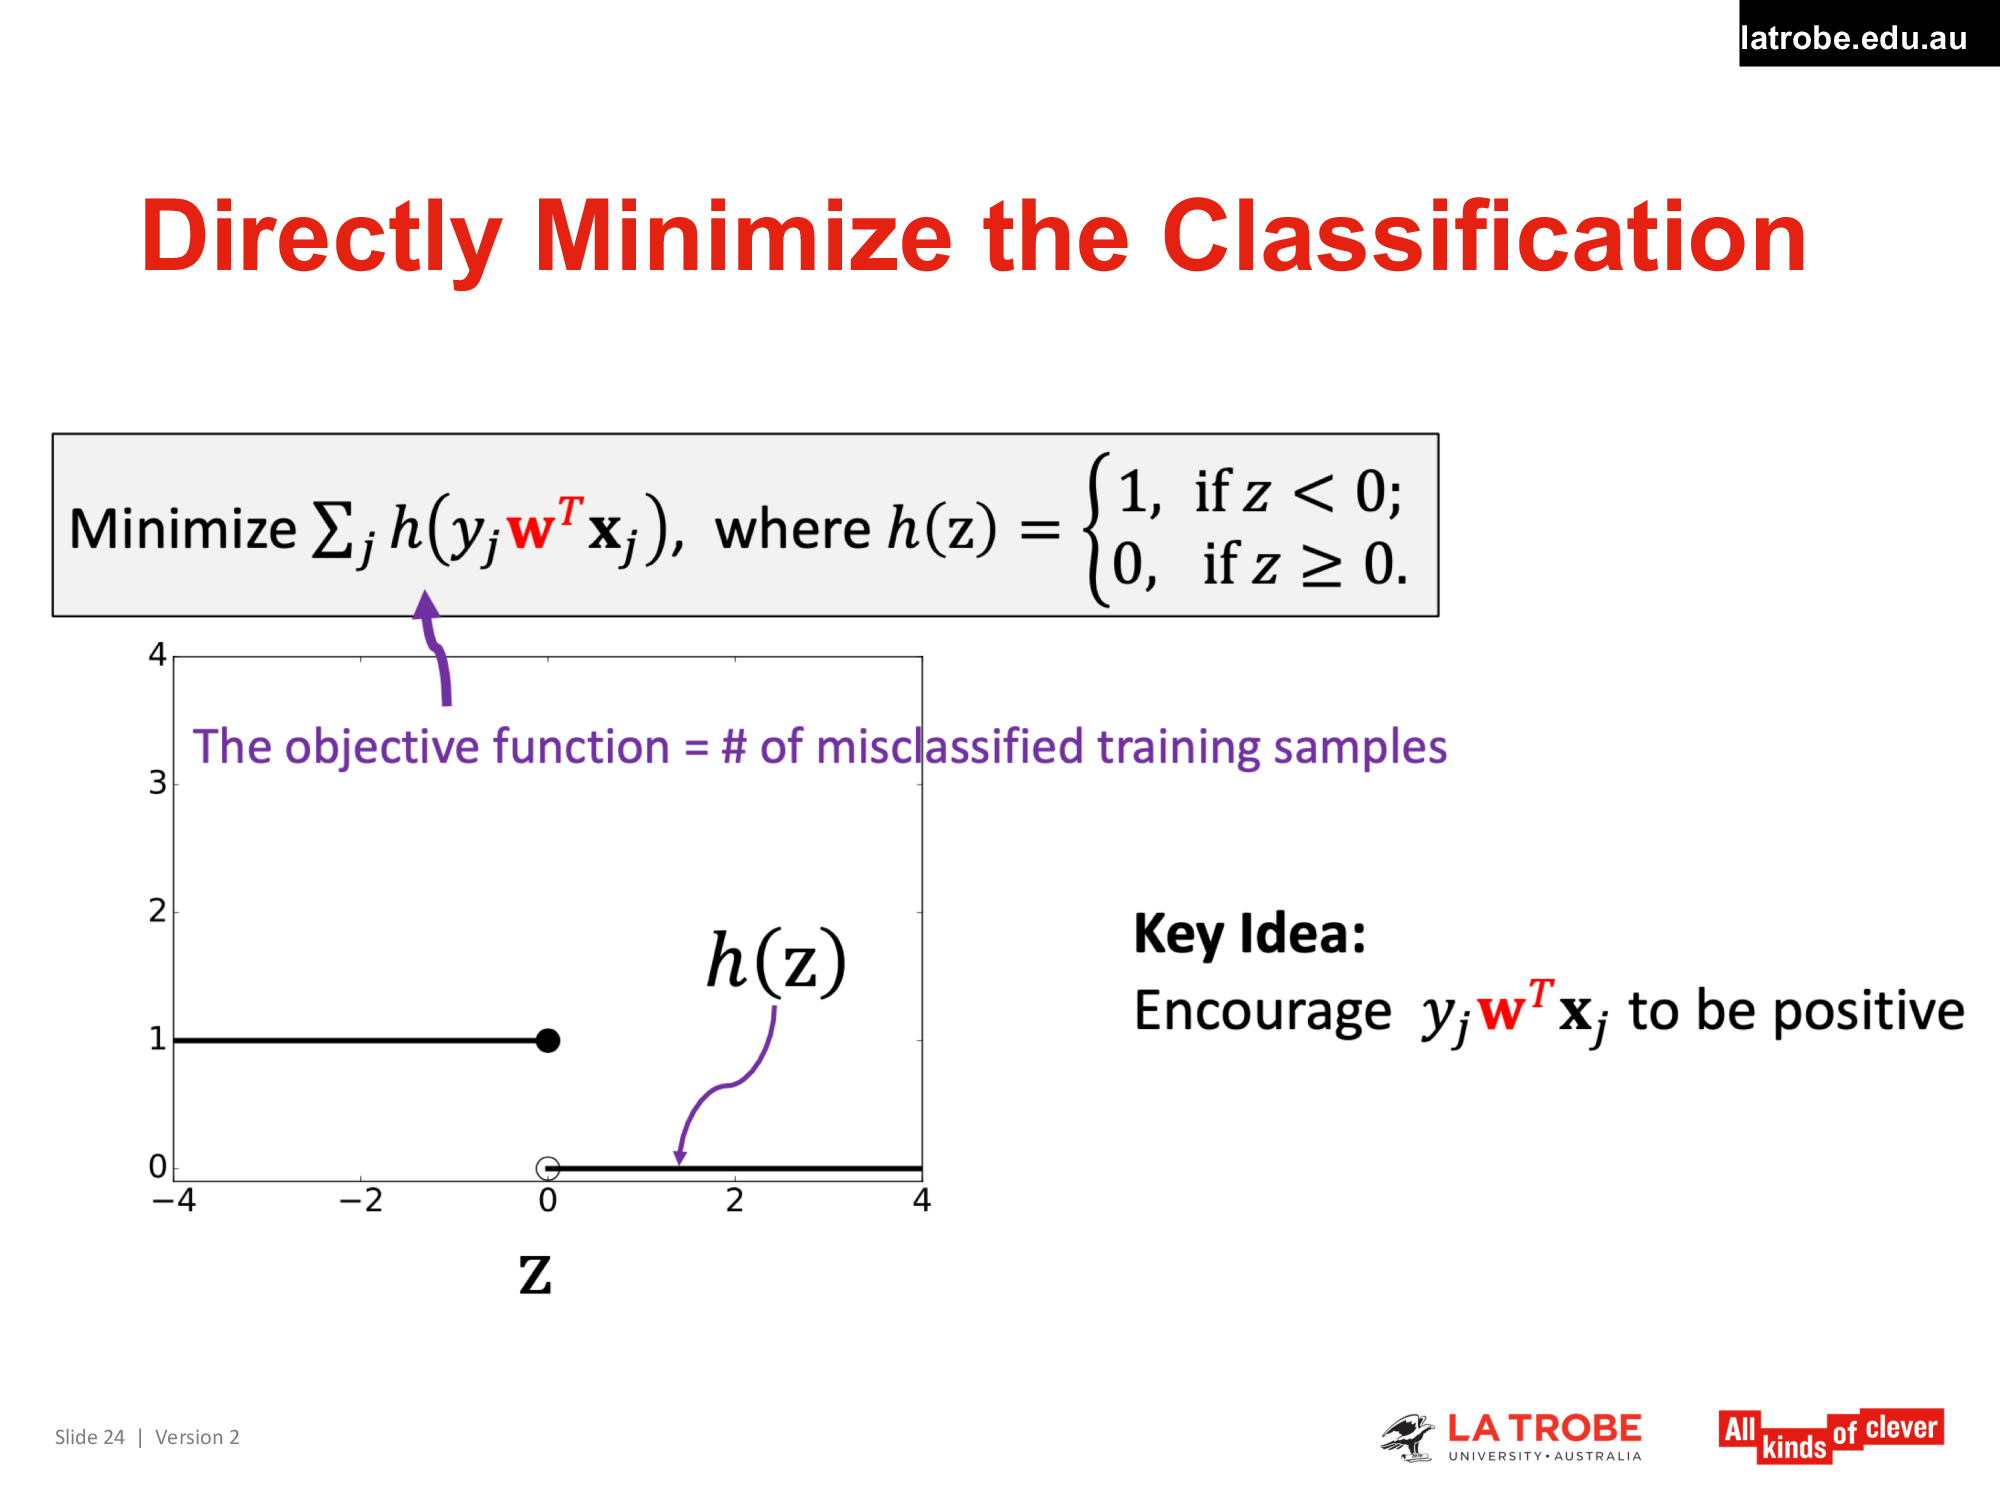 latrobe.edu.au
Directly Minimize the Classification
Minimize ∑ⱼ h(yⱼwᵀxⱼ), where h(z) = {1, if z < 0;
0, if z ≥ 0.
The objective function = # of misclassified training samples
4
3
2
1
0
h(z)
−4 −2 0 2 4
z
Key Idea:
Encourage yⱼwᵀxⱼ to be positive
Slide 24 | Version 2
LA TROBE
UNIVERSITY • AUSTRALIA
All kinds of clever